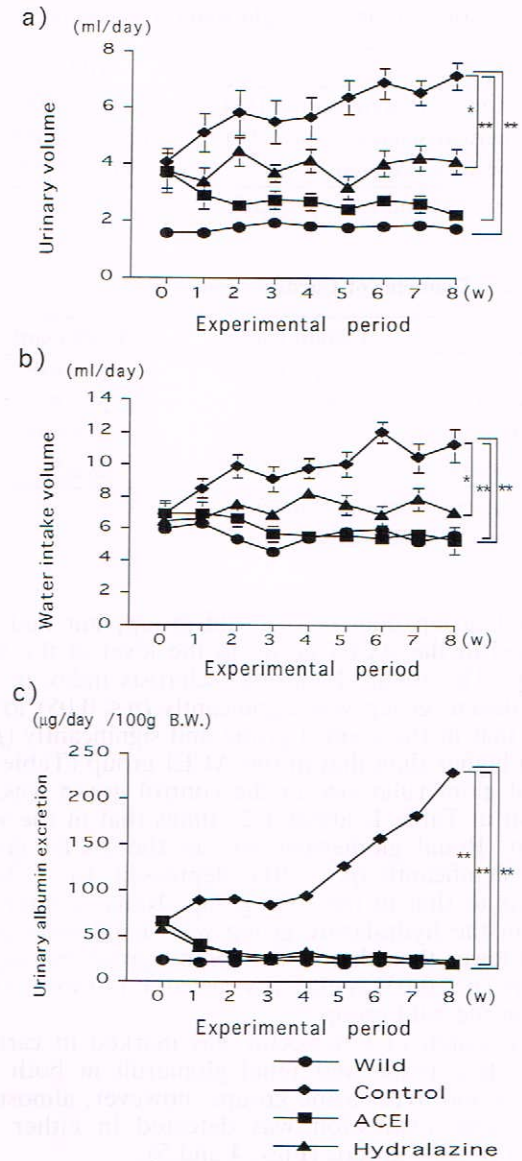 a)
(ml/day)
8
6
4
2
0
Urinary volume
*
**
**
0 1 2 3 4 5 6 7 8 (w)
Experimental period
b)
(ml/day)
14
12
10
8
6
4
2
0
Water intake volume
*
**
**
0 1 2 3 4 5 6 7 8 (w)
Experimental period
c)
(μg/day /100g B.W.)
250
200
150
100
50
0
Urinary albumin excretion
**
**
**
0 1 2 3 4 5 6 7 8 (w)
Experimental period
Wild
Control
ACEI
Hydralazine